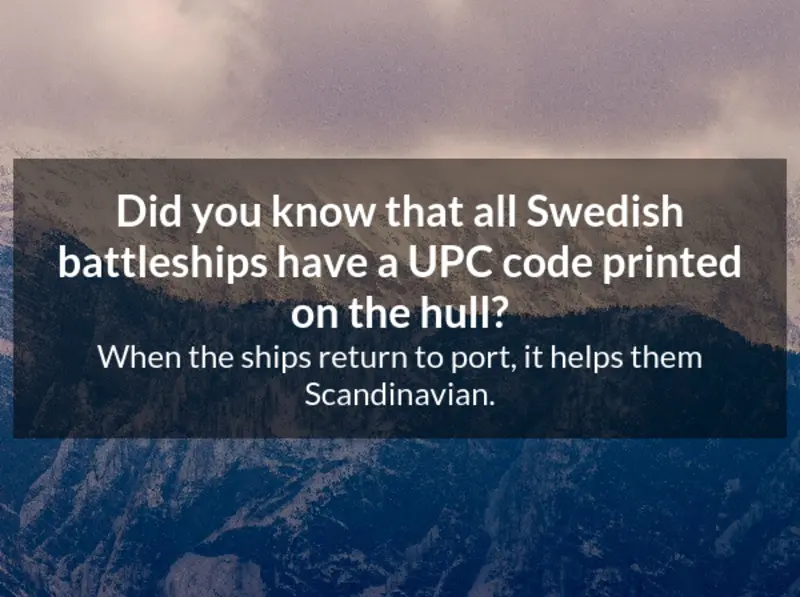 Did you know that all Swedish
battleships have a UPC code printed
on the hull?
When the ships return to port, it helps them
Scandinavian.